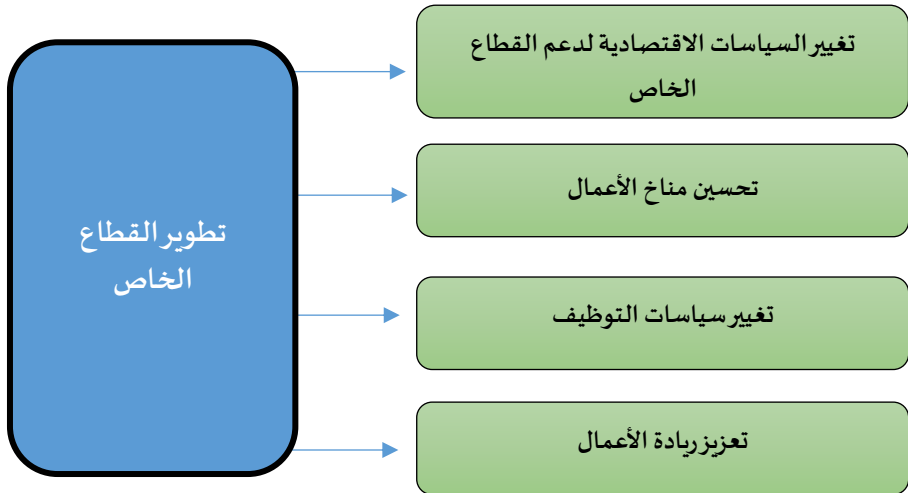 تطوير القطاع
الخاص
تغيير السياسات الاقتصادية لدعم القطاع
الخاص
تحسين مناخ الأعمال
تغيير سياسات التوظيف
تعزيز ريادة الأعمال